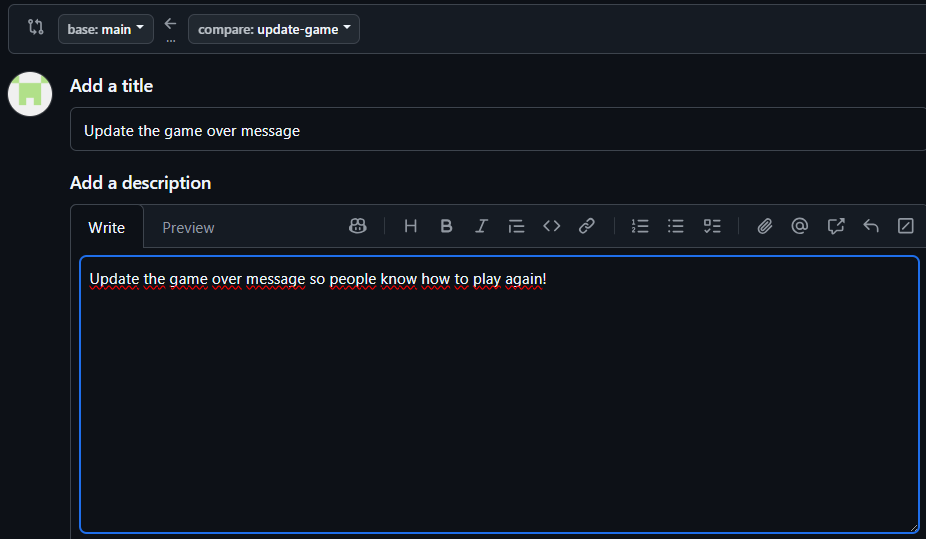 base: main compare: update-game
Add a title
Update the game over message
Add a description
Write Preview
Update the game over message so people know how to play again!